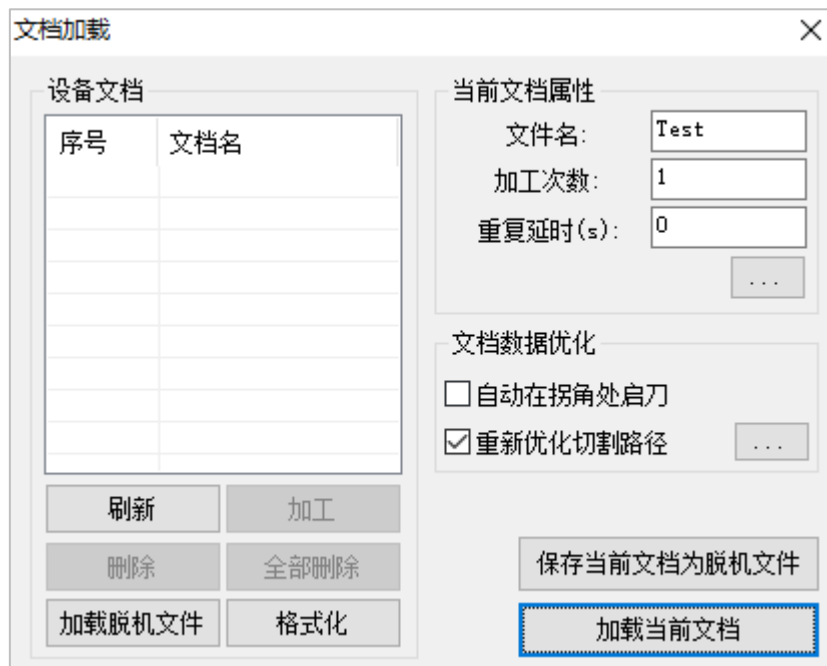 文档加载
设备文档
序号 文档名
刷新 加工
删除 全部删除
加载脱机文件 格式化
当前文档属性
文件名: Test
加工次数: 1
重复延时(s): 0
...
文档数据优化
自动在拐角处启刀
重新优化切割路径 ...
保存当前文档为脱机文件
加载当前文档